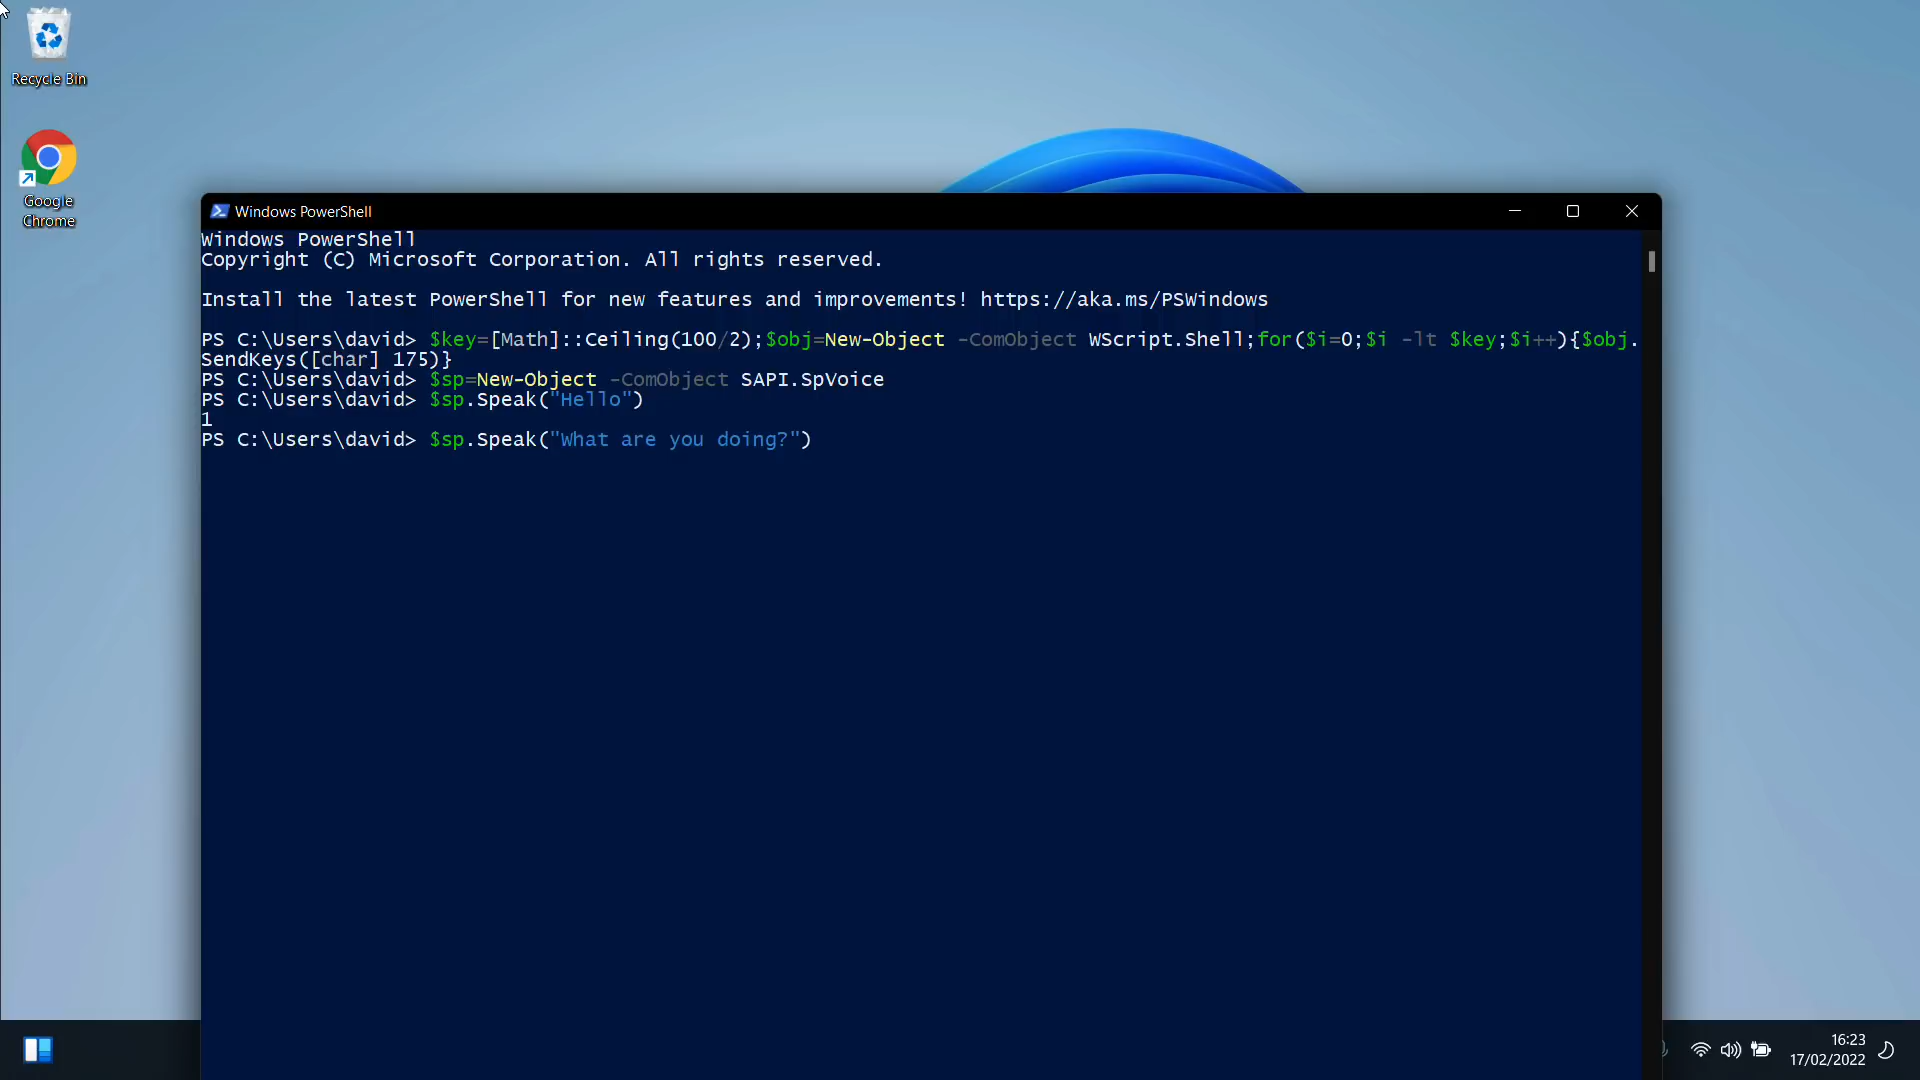 Recycle Bin
Google
Chrome
Windows PowerShell
Windows PowerShell
Copyright (C) Microsoft Corporation. All rights reserved.
Install the latest PowerShell for new features and improvements! https://aka.ms/PSWindows
PS C:\Users\david> $key=[Math]::Ceiling(100/2);$obj=New-Object -ComObject WScript.Shell;for($i=0;$i -lt $key;$i++){$obj.
SendKeys([char] 175)}
PS C:\Users\david> $sp=New-Object -ComObject SAPI.SpVoice
PS C:\Users\david> $sp.Speak("Hello")
1
PS C:\Users\david> $sp.Speak("What are you doing?")
16:23
17/02/2022